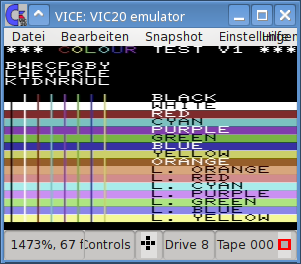 VICE: VIC20 emulator
Datei Bearbeiten Snapshot Einstellungen Hilfe
*** COLOUR TEST V1 ***
BWRCPGBY
LHEYURLE
KTDNRNUL
BLACK
WHITE
RED
CYAN
PURPLE
GREEN
BLUE
YELLOW
ORANGE
L. ORANGE
L. RED
L. CYAN
L. PURPLE
L. GREEN
L. BLUE
L. YELLOW
1473%, 67 f Controls Drive 8 Tape 000